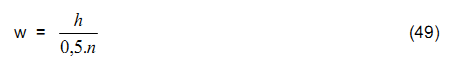 w = h / 0,5.n (49)